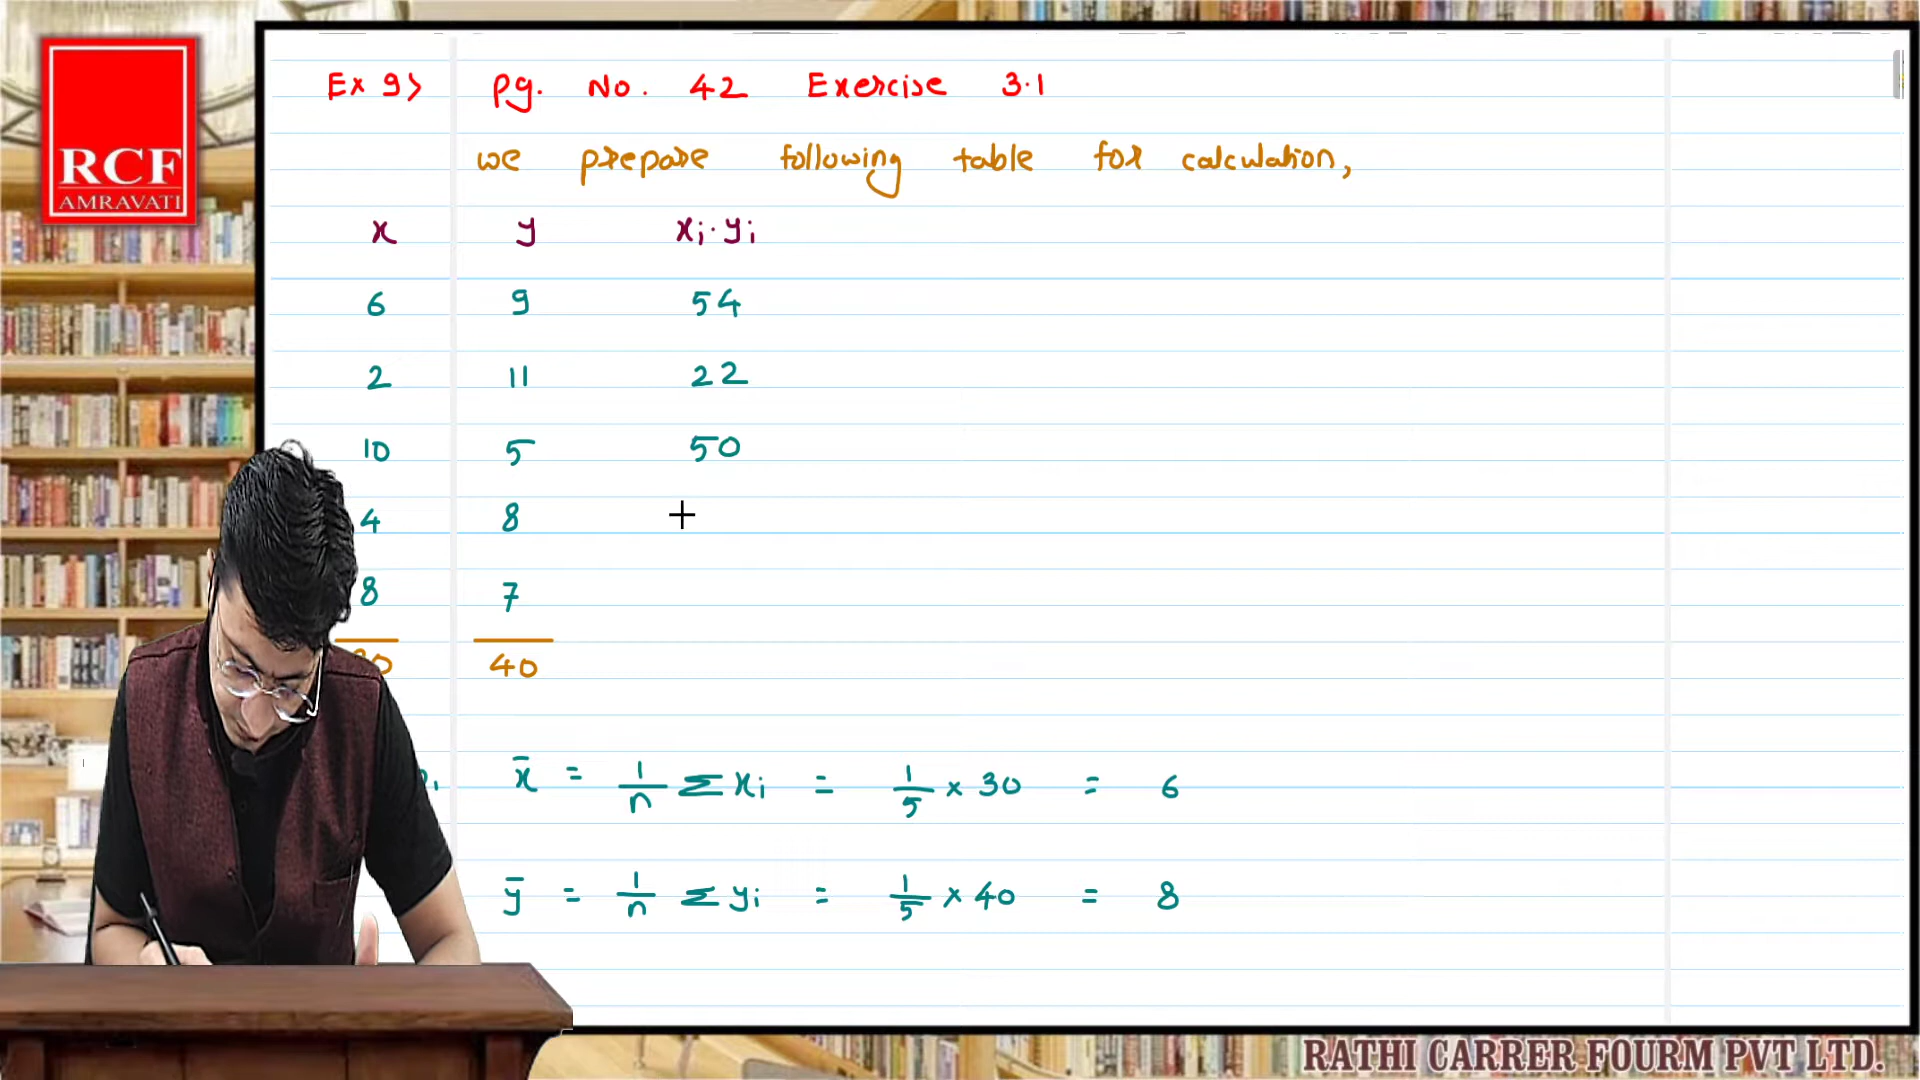 RCF
AMRAVATI
Ex 9> Pg. No. 42 Exercise 3.1
we prepare following table for calculation,
x y xi.yi
6 9 54
2 11 22
10 5 50
4 8
8 7
40
x̄ = 1/n Σxi = 1/5 × 30 = 6
ȳ = 1/n Σyi = 1/5 × 40 = 8
RATHI CARRER FOURM PVT LTD.